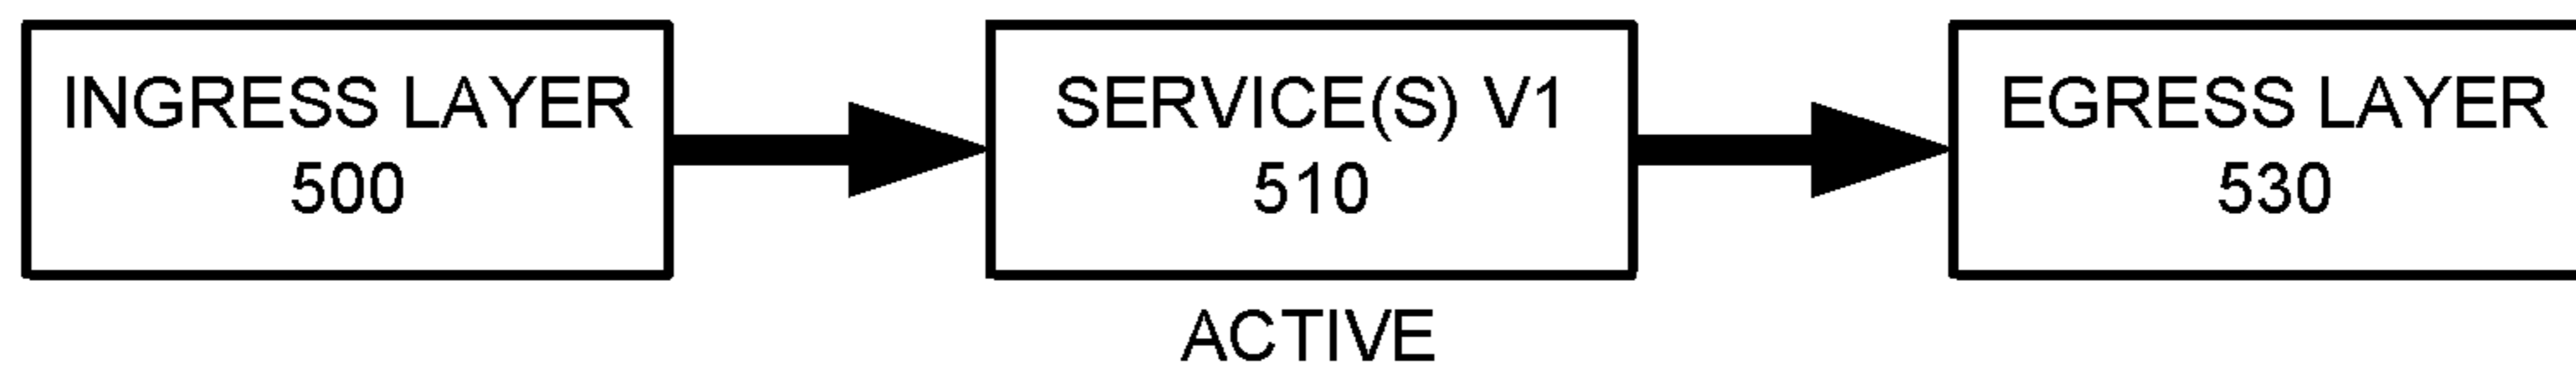 INGRESS LAYER
500
SERVICE(S) V1
510
ACTIVE
EGRESS LAYER
530